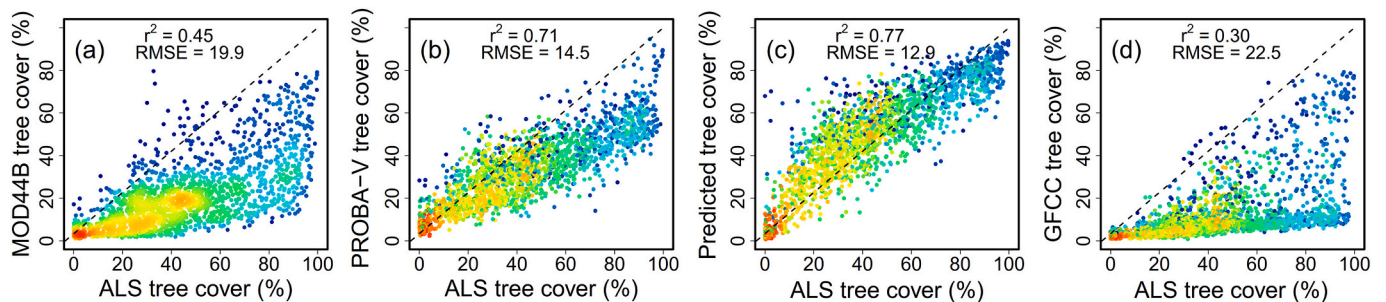 MOD44B tree cover (%)
0 20 40 60 80
(a)
r² = 0.45
RMSE = 19.9
0 20 40 60 80 100
ALS tree cover (%)
PROBA−V tree cover (%)
0 20 40 60 80
(b)
r² = 0.71
RMSE = 14.5
0 20 40 60 80 100
ALS tree cover (%)
Predicted tree cover (%)
0 20 40 60 80
(c)
r² = 0.77
RMSE = 12.9
0 20 40 60 80 100
ALS tree cover (%)
GFCC tree cover (%)
0 20 40 60 80
(d)
r² = 0.30
RMSE = 22.5
0 20 40 60 80 100
ALS tree cover (%)